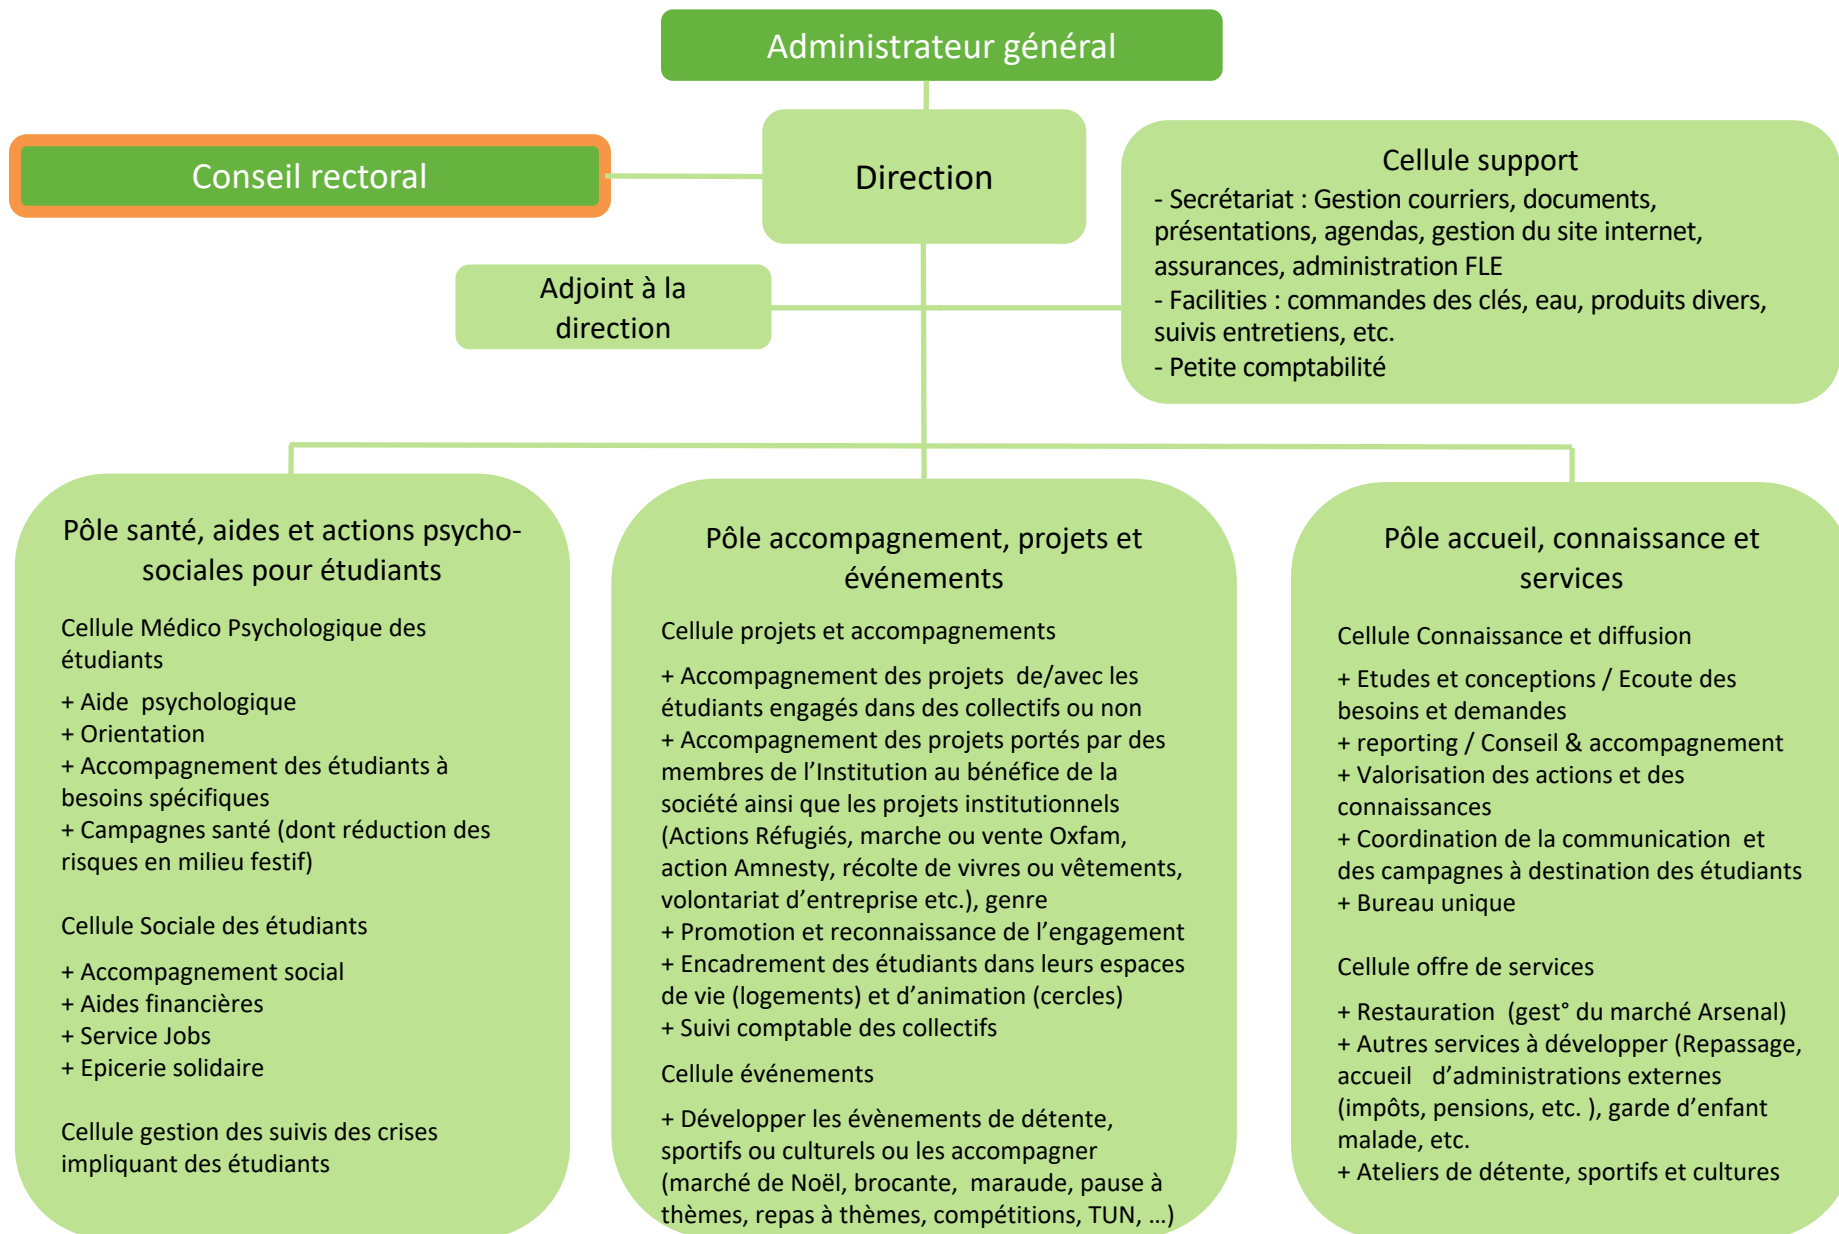 Administrateur général
Conseil rectoral
Direction
Cellule support
- Secrétariat : Gestion courriers, documents,
présentations, agendas, gestion du site internet,
assurances, administration FLE
- Facilities : commandes des clés, eau, produits divers,
suivis entretiens, etc.
- Petite comptabilité
Adjoint à la
direction
Pôle santé, aides et actions psycho-
sociales pour étudiants
Cellule Médico Psychologique des
étudiants
+ Aide psychologique
+ Orientation
+ Accompagnement des étudiants à
besoins spécifiques
+ Campagnes santé (dont réduction des
risques en milieu festif)
Cellule Sociale des étudiants
+ Accompagnement social
+ Aides financières
+ Service Jobs
+ Epicerie solidaire
Cellule gestion des suivis des crises
impliquant des étudiants
Pôle accompagnement, projets et
événements
Cellule projets et accompagnements
+ Accompagnement des projets de/avec les
étudiants engagés dans des collectifs ou non
+ Accompagnement des projets portés par des
membres de l’Institution au bénéfice de la
société ainsi que les projets institutionnels
(Actions Réfugiés, marche ou vente Oxfam,
action Amnesty, récolte de vivres ou vêtements,
volontariat d’entreprise etc.), genre
+ Promotion et reconnaissance de l’engagement
+ Encadrement des étudiants dans leurs espaces
de vie (logements) et d’animation (cercles)
+ Suivi comptable des collectifs
Cellule événements
+ Développer les évènements de détente,
sportifs ou culturels ou les accompagner
(marché de Noël, brocante, maraude, pause à
thèmes, repas à thèmes, compétitions, TUN, …)
Pôle accueil, connaissance et
services
Cellule Connaissance et diffusion
+ Etudes et conceptions / Ecoute des
besoins et demandes
+ reporting / Conseil & accompagnement
+ Valorisation des actions et des
connaissances
+ Coordination de la communication et
des campagnes à destination des étudiants
+ Bureau unique
Cellule offre de services
+ Restauration (gest° du marché Arsenal)
+ Autres services à développer (Repassage,
accueil d’administrations externes
(impôts, pensions, etc. ), garde d’enfant
malade, etc.
+ Ateliers de détente, sportifs et cultures